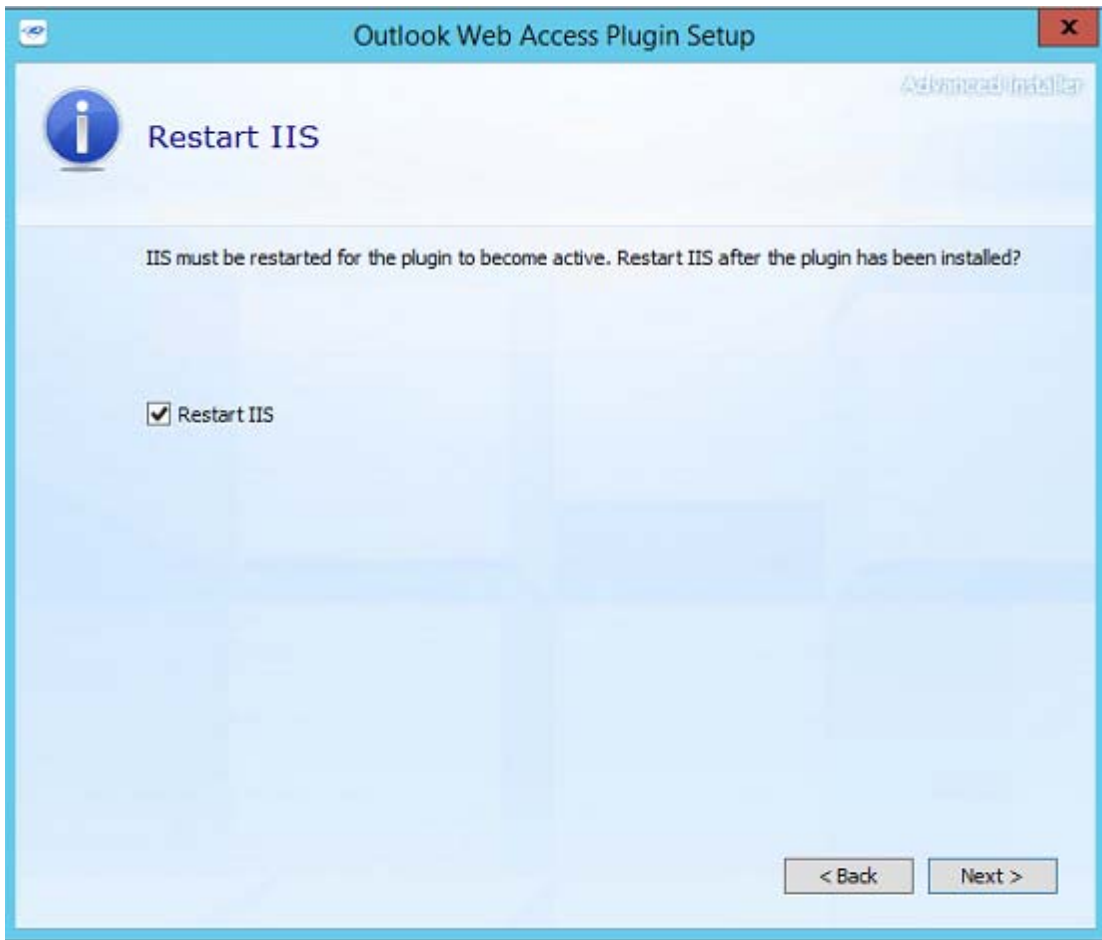 Outlook Web Access Plugin Setup
x
Advanced Installer
Restart IIS
IIS must be restarted for the plugin to become active. Restart IIS after the plugin has been installed?
Restart IIS
< Back
Next >